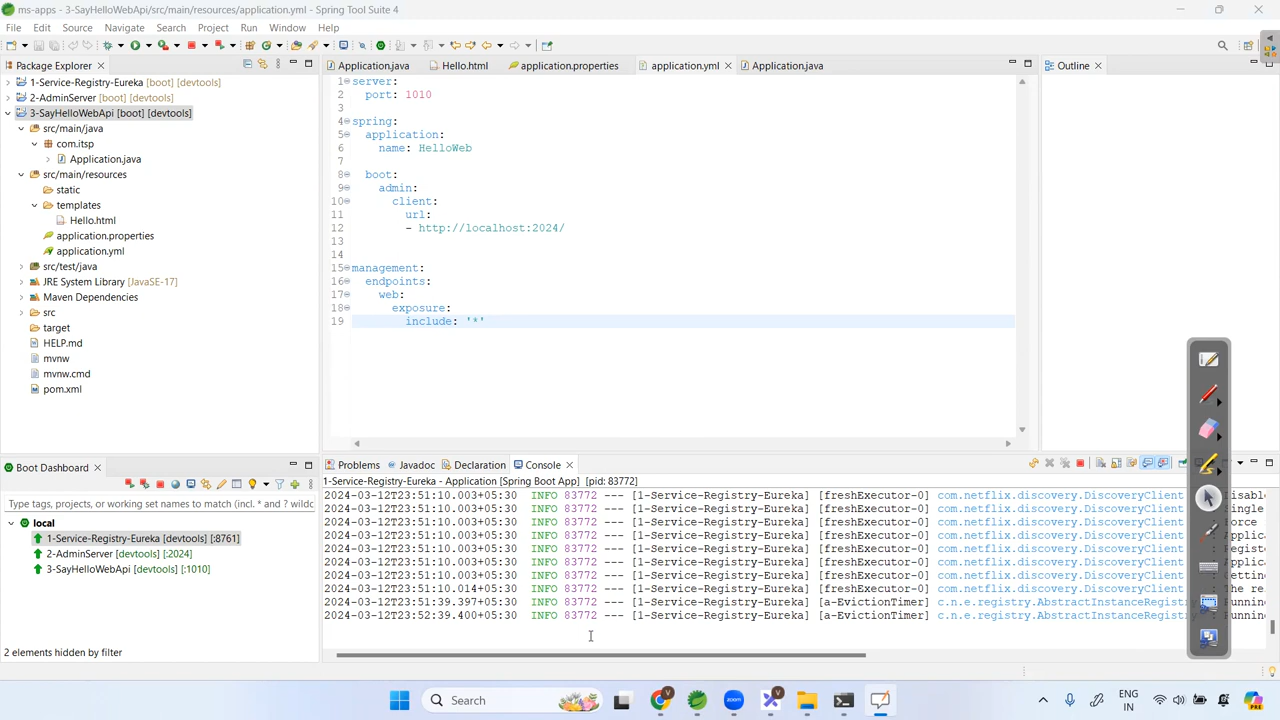 ms-apps - 3-SayHelloWebApi/src/main/resources/application.yml - Spring Tool Suite 4
File Edit Source Navigate Search Project Run Window Help
Package Explorer
1-Service-Registry-Eureka [boot] [devtools]
2-AdminServer [boot] [devtools]
3-SayHelloWebApi [boot] [devtools]
src/main/java
com.itsp
Application.java
src/main/resources
static
templates
Hello.html
application.properties
application.yml
src/test/java
JRE System Library [JavaSE-17]
Maven Dependencies
src
target
HELP.md
mvnw
mvnw.cmd
pom.xml
Application.java Hello.html application.properties application.yml Application.java
1 server:
2 port: 1010
3
4 spring:
5 application:
6 name: HelloWeb
7
8 boot:
9 admin:
10 client:
11 url:
12 - http://localhost:2024/
13
14
15 management:
16 endpoints:
17 web:
18 exposure:
19 include: '*'
Outline
Boot Dashboard
Type tags, projects, or working set names to match (incl. * and ? wildc
local
1-Service-Registry-Eureka [devtools] [:8761]
2-AdminServer [devtools] [:2024]
3-SayHelloWebApi [devtools] [:1010]
2 elements hidden by filter
Problems Javadoc Declaration Console
1-Service-Registry-Eureka - Application [Spring Boot App] [pid: 83772]
2024-03-12T23:51:10.003+05:30 INFO 83772 --- [1-Service-Registry-Eureka] [freshExecutor-0] com.netflix.discovery.DiscoveryClient
2024-03-12T23:51:10.003+05:30 INFO 83772 --- [1-Service-Registry-Eureka] [freshExecutor-0] com.netflix.discovery.DiscoveryClient
2024-03-12T23:51:10.003+05:30 INFO 83772 --- [1-Service-Registry-Eureka] [freshExecutor-0] com.netflix.discovery.DiscoveryClient
2024-03-12T23:51:10.003+05:30 INFO 83772 --- [1-Service-Registry-Eureka] [freshExecutor-0] com.netflix.discovery.DiscoveryClient
2024-03-12T23:51:10.003+05:30 INFO 83772 --- [1-Service-Registry-Eureka] [freshExecutor-0] com.netflix.discovery.DiscoveryClient
2024-03-12T23:51:10.003+05:30 INFO 83772 --- [1-Service-Registry-Eureka] [freshExecutor-0] com.netflix.discovery.DiscoveryClient
2024-03-12T23:51:10.003+05:30 INFO 83772 --- [1-Service-Registry-Eureka] [freshExecutor-0] com.netflix.discovery.DiscoveryClient
2024-03-12T23:51:10.014+05:30 INFO 83772 --- [1-Service-Registry-Eureka] [freshExecutor-0] com.netflix.discovery.DiscoveryClient
2024-03-12T23:51:39.397+05:30 INFO 83772 --- [1-Service-Registry-Eureka] [a-EvictionTimer] c.n.e.registry.AbstractInstanceRegistry
2024-03-12T23:52:39.400+05:30 INFO 83772 --- [1-Service-Registry-Eureka] [a-EvictionTimer] c.n.e.registry.AbstractInstanceRegistry
Search
ENG
IN